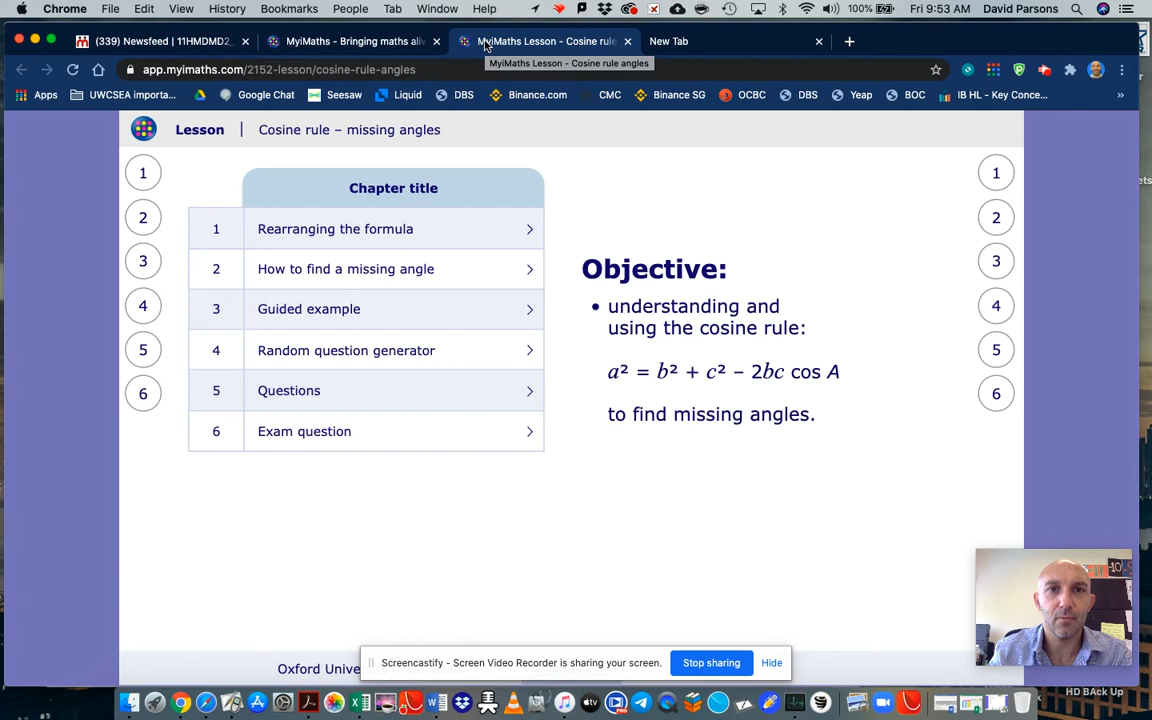 Chrome File Edit View History Bookmarks People Tab Window Help 100% Fri 9:53 AM David Parsons
(339) Newsfeed | 11HMDMD2_ MyiMaths - Bringing maths aliv MyiMaths Lesson - Cosine rule New Tab
MyiMaths Lesson - Cosine rule angles
app.myimaths.com/2152-lesson/cosine-rule-angles
Apps UWCSEA importa... Google Chat Seesaw Liquid DBS Binance.com CMC Binance SG OCBC DBS Yeap BOC IB HL - Key Conce... »
Lesson | Cosine rule – missing angles
1
2
3
4
5
6
Chapter title
1 Rearranging the formula
2 How to find a missing angle
3 Guided example
4 Random question generator
5 Questions
6 Exam question
Objective:
• understanding and
using the cosine rule:
a² = b² + c² – 2bc cos A
to find missing angles.
1
2
3
4
5
6
Oxford Unive
Screencastify - Screen Video Recorder is sharing your screen. Stop sharing Hide
HD BAck Up